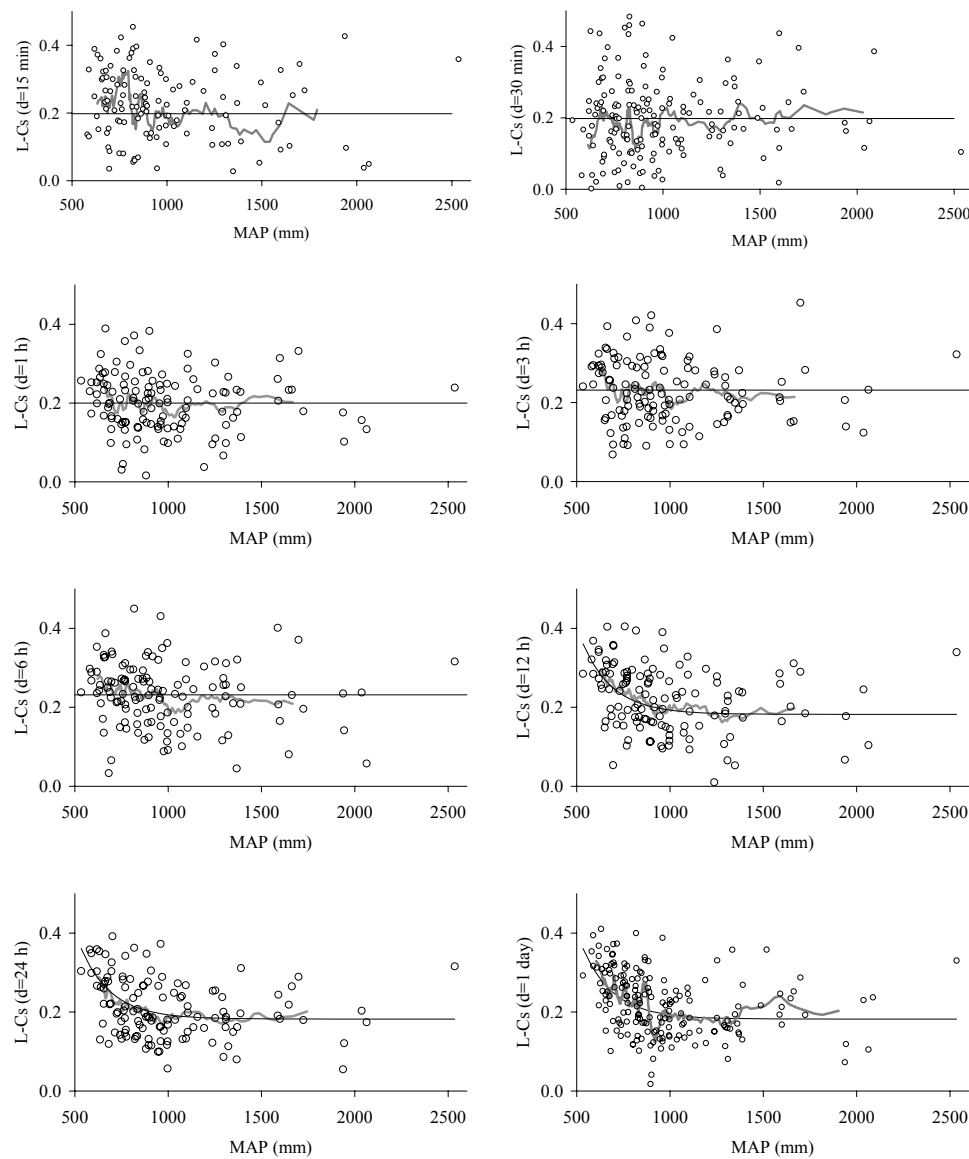 L-Cs (d=15 min)
0.4
0.2
0.0
500 1000 1500 2000 2500
MAP (mm)
L-Cs (d=30 min)
0.4
0.2
0.0
500 1000 1500 2000 2500
MAP (mm)
L-Cs (d=1 h)
0.4
0.2
0.0
500 1000 1500 2000 2500
MAP (mm)
L-Cs (d=3 h)
0.4
0.2
0.0
500 1000 1500 2000 2500
MAP (mm)
L-Cs (d=6 h)
0.4
0.2
0.0
500 1000 1500 2000 2500
MAP (mm)
L-Cs (d=12 h)
0.4
0.2
0.0
500 1000 1500 2000 2500
MAP (mm)
L-Cs (d=24 h)
0.4
0.2
0.0
500 1000 1500 2000 2500
MAP (mm)
L-Cs (d=1 day)
0.4
0.2
0.0
500 1000 1500 2000 2500
MAP (mm)